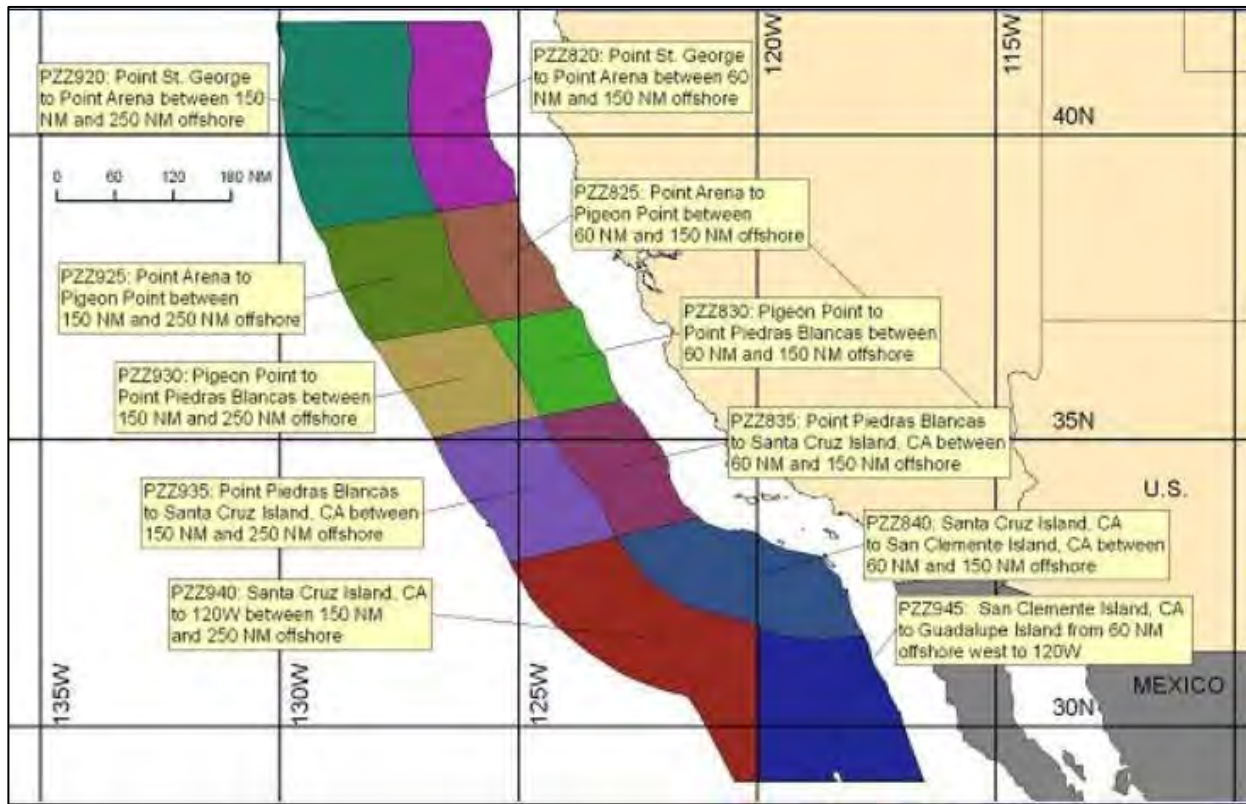 120W
115W
PZZ920: Point St. George
to Point Arena between 150
NM and 250 NM offshore
PZZ820: Point St. George
to Point Arena between 60
NM and 150 NM offshore
40N
0 60 120 180 NM
PZZ825: Point Arena to
Pigeon Point between
60 NM and 150 NM offshore
PZZ925: Point Arena to
Pigeon Point between
150 NM and 250 NM offshore
PZZ830: Pigeon Point to
Point Piedras Blancas between
60 NM and 150 NM offshore
PZZ930: Pigeon Point to
Point Piedras Blancas between
150 NM and 250 NM offshore
35N
PZZ835: Point Piedras Blancas
to Santa Cruz Island, CA between
60 NM and 150 NM offshore
U.S.
PZZ935: Point Piedras Blancas
to Santa Cruz Island, CA between
150 NM and 250 NM offshore
PZZ840: Santa Cruz Island, CA
to San Clemente Island, CA between
60 NM and 150 NM offshore
PZZ940: Santa Cruz Island, CA
to 120W between 150 NM
and 250 NM offshore
PZZ945: San Clemente Island, CA
to Guadalupe Island from 60 NM
offshore west to 120W
MEXICO
135W
130W
125W
30N